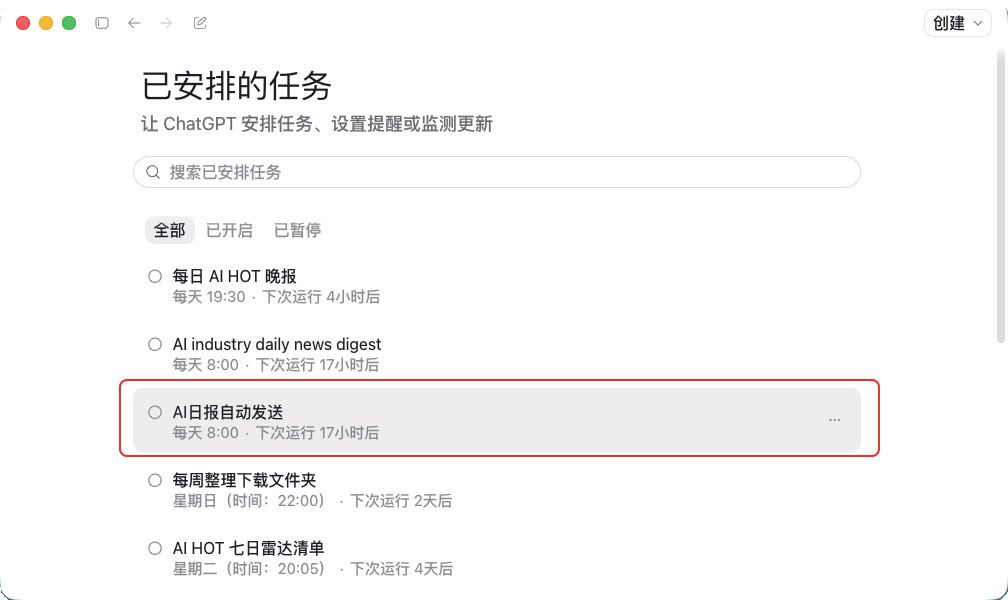 创建
已安排的任务
让 ChatGPT 安排任务、设置提醒或监测更新
搜索已安排任务
全部 已开启 已暂停
每日 AI HOT 晚报
每天 19:30 · 下次运行 4小时后
AI industry daily news digest
每天 8:00 · 下次运行 17小时后
AI日报自动发送
每天 8:00 · 下次运行 17小时后
每周整理下载文件夹
星期日（时间：22:00） · 下次运行 2天后
AI HOT 七日雷达清单
星期二（时间：20:05） · 下次运行 4天后